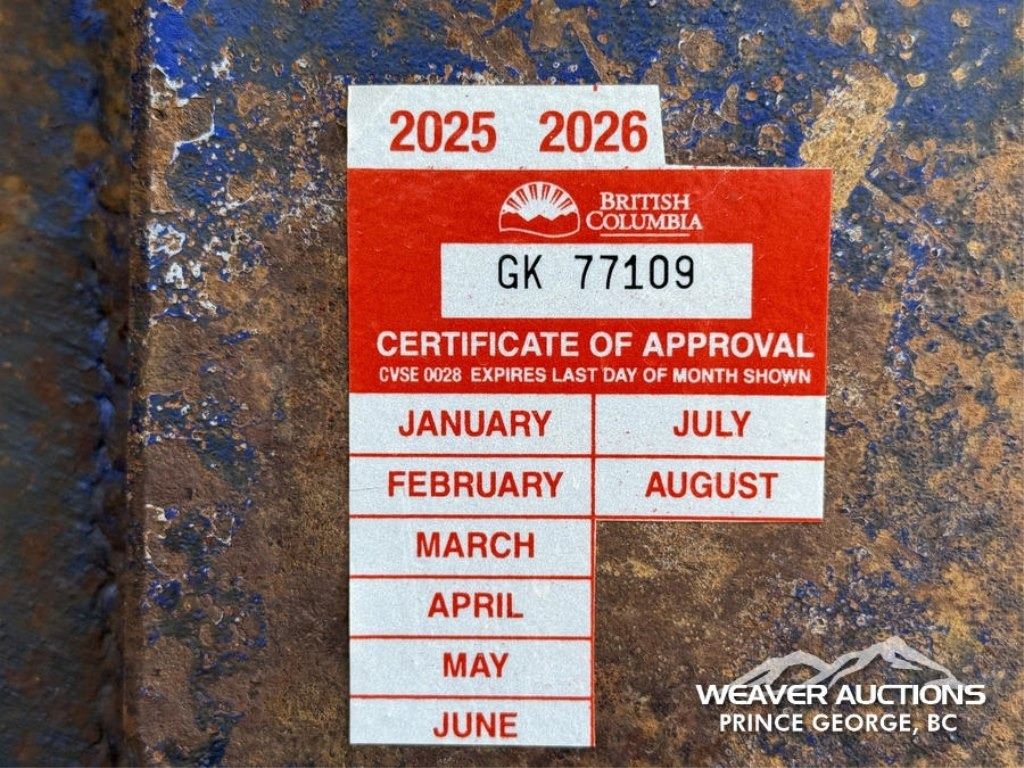 2025 2026
BRITISH
COLUMBIA
GK 77109
CERTIFICATE OF APPROVAL
CVSE 0028 EXPIRES LAST DAY OF MONTH SHOWN
JANUARY JULY
FEBRUARY AUGUST
MARCH
APRIL
MAY
JUNE
WEAVER AUCTIONS
PRINCE GEORGE, BC